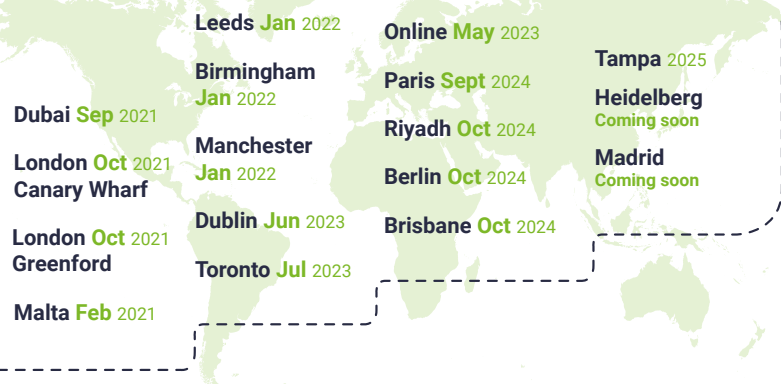 Dubai Sep 2021
London Oct 2021
Canary Wharf
London Oct 2021
Greenford
Malta Feb 2021
Leeds Jan 2022
Birmingham
Jan 2022
Manchester
Jan 2022
Dublin Jun 2023
Toronto Jul 2023
Online May 2023
Paris Sept 2024
Riyadh Oct 2024
Berlin Oct 2024
Brisbane Oct 2024
Tampa 2025
Heidelberg
Coming soon
Madrid
Coming soon